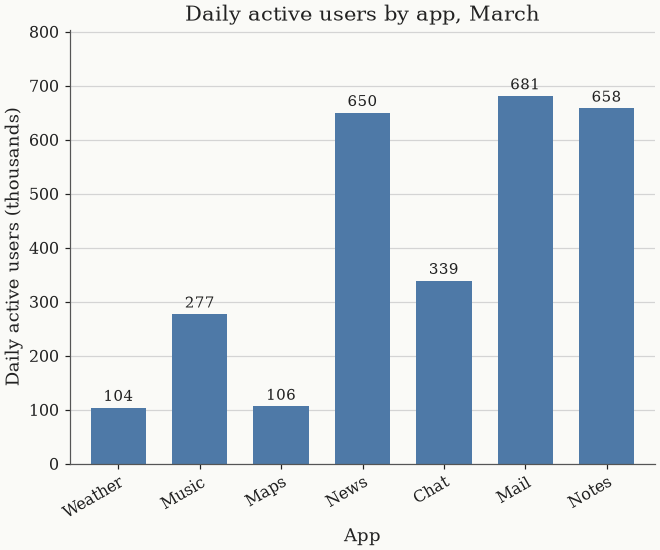 Daily active users by app, March
Daily active users (thousands)
800
700
600
500
400
300
200
100
0
104
277
106
650
339
681
658
Weather
Music
Maps
News
Chat
Mail
Notes
App